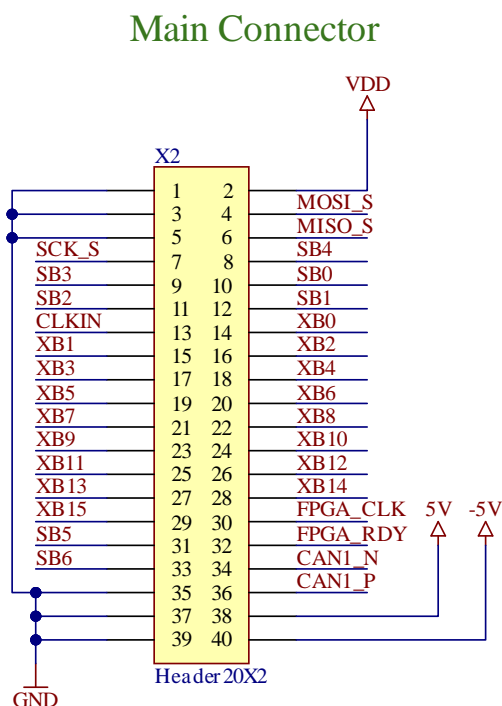 Main Connector
VDD
X2
1 2
MOSI_S
3 4
MISO_S
5 6
SCK_S SB4
7 8
SB3 SB0
9 10
SB2 SB1
11 12
CLKIN XB0
13 14
XB1 XB2
15 16
XB3 XB4
17 18
XB5 XB6
19 20
XB7 XB8
21 22
XB9 XB10
23 24
XB11 XB12
25 26
XB13 XB14
27 28
XB15 FPGA_CLK 5V -5V
29 30
SB5 FPGA_RDY
31 32
SB6 CAN1_N
33 34
CAN1_P
35 36
37 38
39 40
Header 20X2
GND